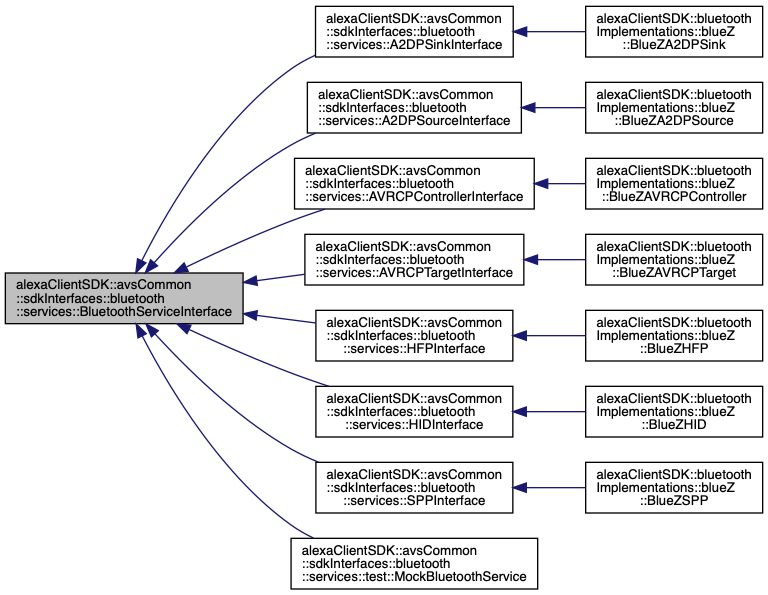 alexaClientSDK::avsCommon
::sdkInterfaces::bluetooth
::services::A2DPSinkInterface
alexaClientSDK::bluetooth
Implementations::blueZ
::BlueZA2DPSink
alexaClientSDK::avsCommon
::sdkInterfaces::bluetooth
::services::A2DPSourceInterface
alexaClientSDK::bluetooth
Implementations::blueZ
::BlueZA2DPSource
alexaClientSDK::avsCommon
::sdkInterfaces::bluetooth
::services::AVRCPControllerInterface
alexaClientSDK::bluetooth
Implementations::blueZ
::BlueZAVRCPController
alexaClientSDK::avsCommon
::sdkInterfaces::bluetooth
::services::AVRCPTargetInterface
alexaClientSDK::bluetooth
Implementations::blueZ
::BlueZAVRCPTarget
alexaClientSDK::avsCommon
::sdkInterfaces::bluetooth
::services::BluetoothServiceInterface
alexaClientSDK::avsCommon
::sdkInterfaces::bluetooth
::services::HFPInterface
alexaClientSDK::bluetooth
Implementations::blueZ
::BlueZHFP
alexaClientSDK::avsCommon
::sdkInterfaces::bluetooth
::services::HIDInterface
alexaClientSDK::bluetooth
Implementations::blueZ
::BlueZHID
alexaClientSDK::avsCommon
::sdkInterfaces::bluetooth
::services::SPPInterface
alexaClientSDK::bluetooth
Implementations::blueZ
::BlueZSPP
alexaClientSDK::avsCommon
::sdkInterfaces::bluetooth
::services::test::MockBluetoothService